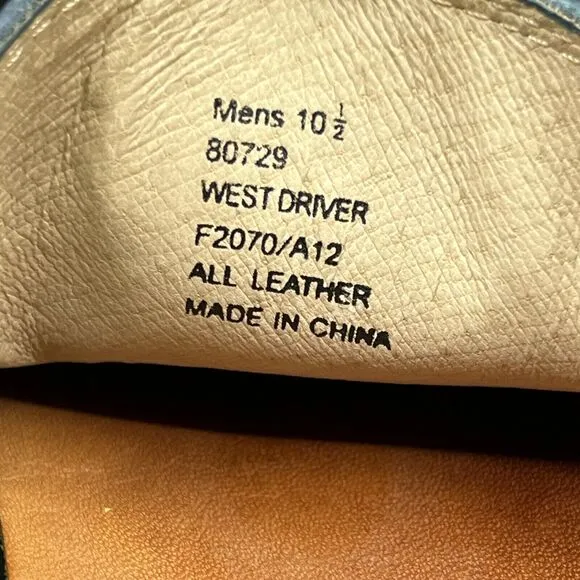 Mens 10 ½
80729
WEST DRIVER
F2070/A12
ALL LEATHER
MADE IN CHINA